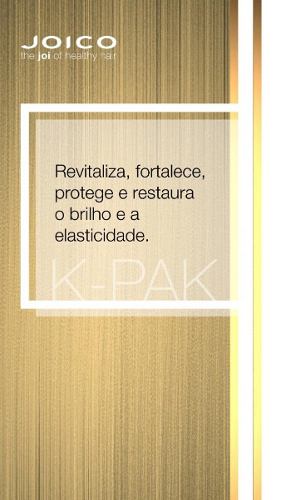 JOICO
the joi of healthy hair
Revitaliza, fortalece,
protege e restaura
o brilho e a
elasticidade.
K-PAK